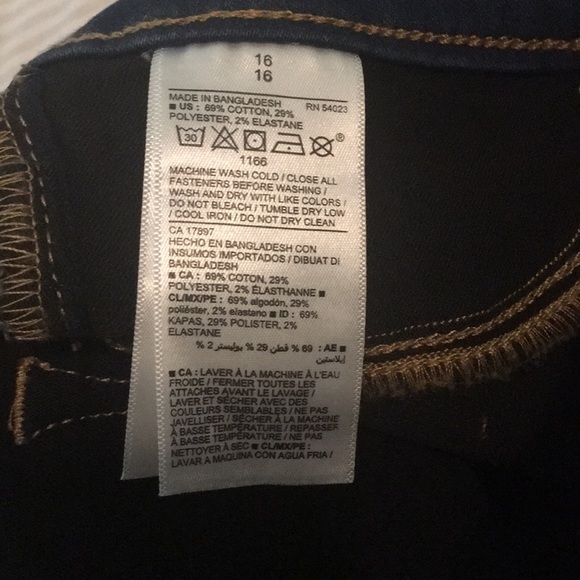 16
16
MADE IN BANGLADESH RN 54023
■ US : 69% COTTON, 29%
POLYESTER, 2% ELASTANE
30
®
1166
MACHINE WASH COLD / CLOSE ALL
FASTENERS BEFORE WASHING /
WASH AND DRY WITH LIKE COLORS /
DO NOT BLEACH / TUMBLE DRY LOW
/ COOL IRON / DO NOT DRY CLEAN
CA 17897
HECHO EN BANGLADESH CON
INSUMOS IMPORTADOS / DIBUAT DI
BANGLADESH
■ CA : 69% COTON, 29%
POLYESTER, 2% ÉLASTHANNE ■
CL/MX/PE : 69% algodón, 29%
poliéster, 2% elastano ■ ID : 69%
KAPAS, 29% POLISTER, 2%
ELASTANE
■ AE : 69 % قطن 29 % بوليستر 2 %
إيلاستين
■ CA : LAVER À LA MACHINE À L'EAU
FROIDE / FERMER TOUTES LES
ATTACHES AVANT LE LAVAGE /
LAVER ET SÉCHER AVEC DES
COULEURS SEMBLABLES / NE PAS
JAVELLISER / SÉCHER À LA MACHINE
À BASSE TEMPÉRATURE / REPASSER
À BASSE TEMPÉRATURE / NE PAS
NETTOYER À SEC ■ CL/MX/PE :
LAVAR A MAQUINA CON AGUA FRIA /